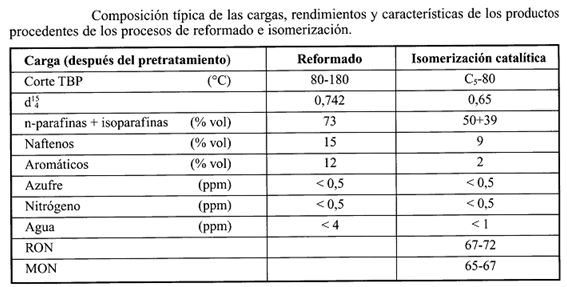 Composición típica de las cargas, rendimientos y características de los productos
procedentes de los procesos de reformado e isomerización.
Carga (después del pretratamiento) Reformado Isomerización catalítica
Corte TBP (°C) 80-180 C₅-80
d¹⁵₄ 0,742 0,65
n-parafinas + isoparafinas (% vol) 73 50+39
Naftenos (% vol) 15 9
Aromáticos (% vol) 12 2
Azufre (ppm) < 0,5 < 0,5
Nitrógeno (ppm) < 0,5 < 0,5
Agua (ppm) < 4 < 1
RON 67-72
MON 65-67